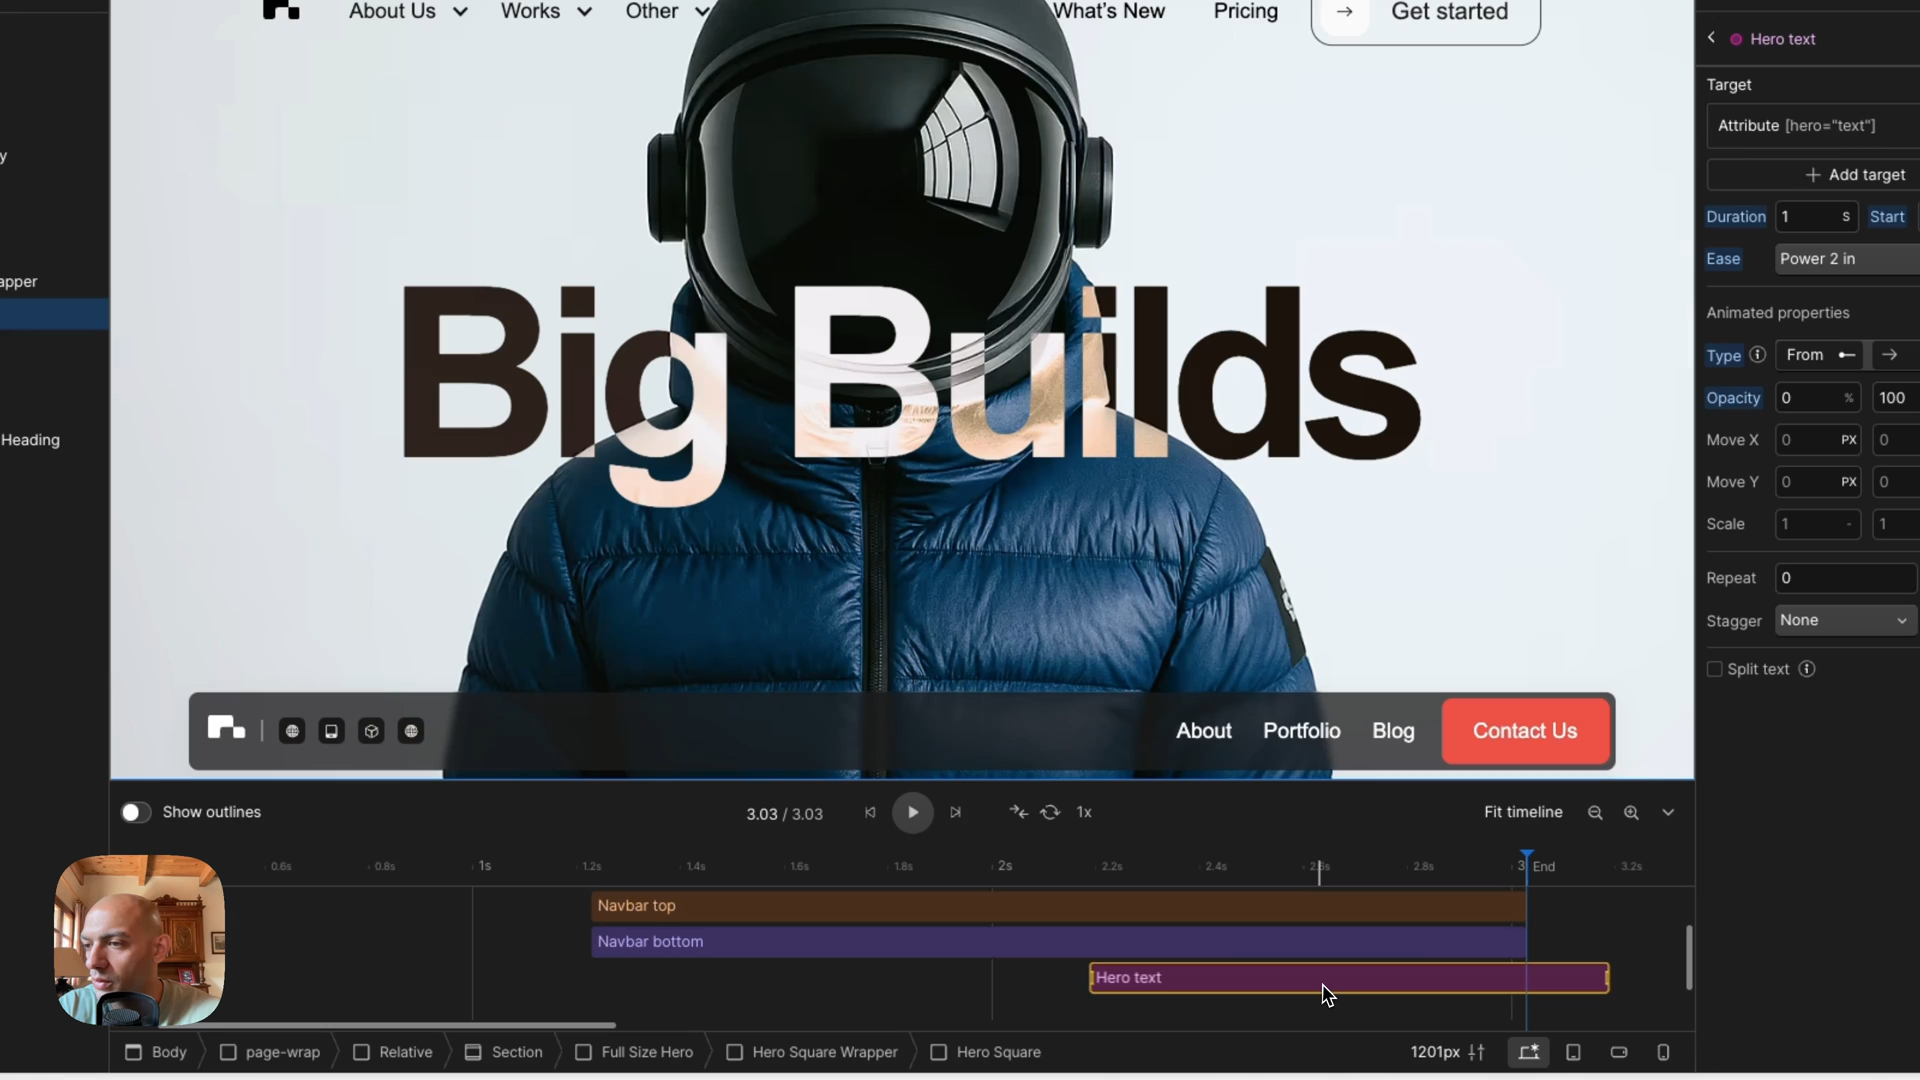 About Us
Works
Other
What's New
Pricing
Get started
Hero text
Target
Attribute [hero="text"]
Add target
Duration 1 S Start
Ease Power 2 in
Animated properties
Type From
Opacity 0 % 100
Move X 0 PX 0
Move Y 0 PX 0
Scale 1 - 1
Repeat 0
Stagger None
Split text
y
apper
Heading
Big Builds
About Portfolio Blog Contact Us
Show outlines
3.03 / 3.03
1x
Fit timeline
0.6s 0.8s 1s 1.2s 1.4s 1.6s 1.8s 2s 2.2s 2.4s 2.6s 2.8s 3 End 3.2s
Navbar top
Navbar bottom
Hero text
Body page-wrap Relative Section Full Size Hero Hero Square Wrapper Hero Square
1201px